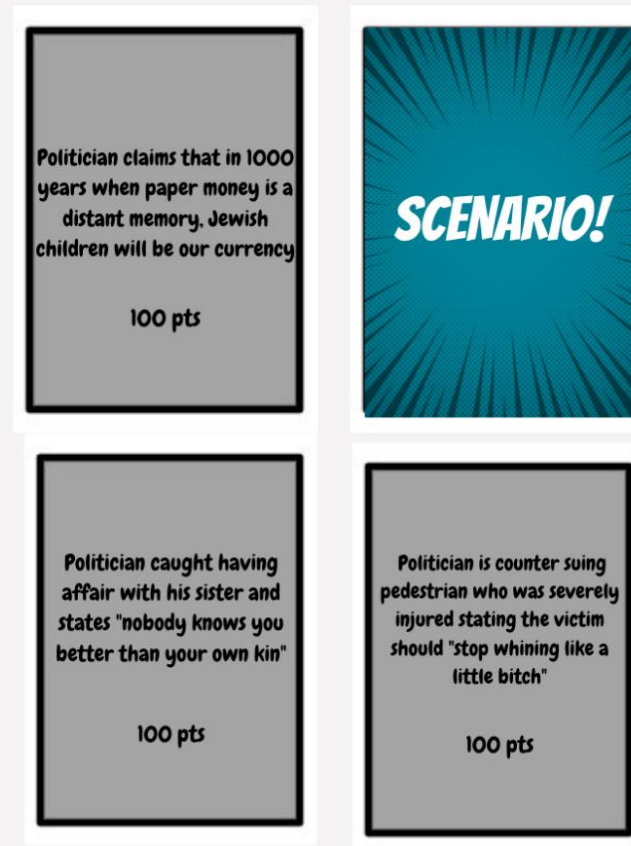 Politician claims that in 1000
years when paper money is a
distant memory, Jewish
children will be our currency
100 pts
SCENARIO!
Politician caught having
affair with his sister and
states "nobody knows you
better than your own kin"
100 pts
Politician is counter suing
pedestrian who was severely
injured stating the victim
should "stop whining like a
little bitch"
100 pts